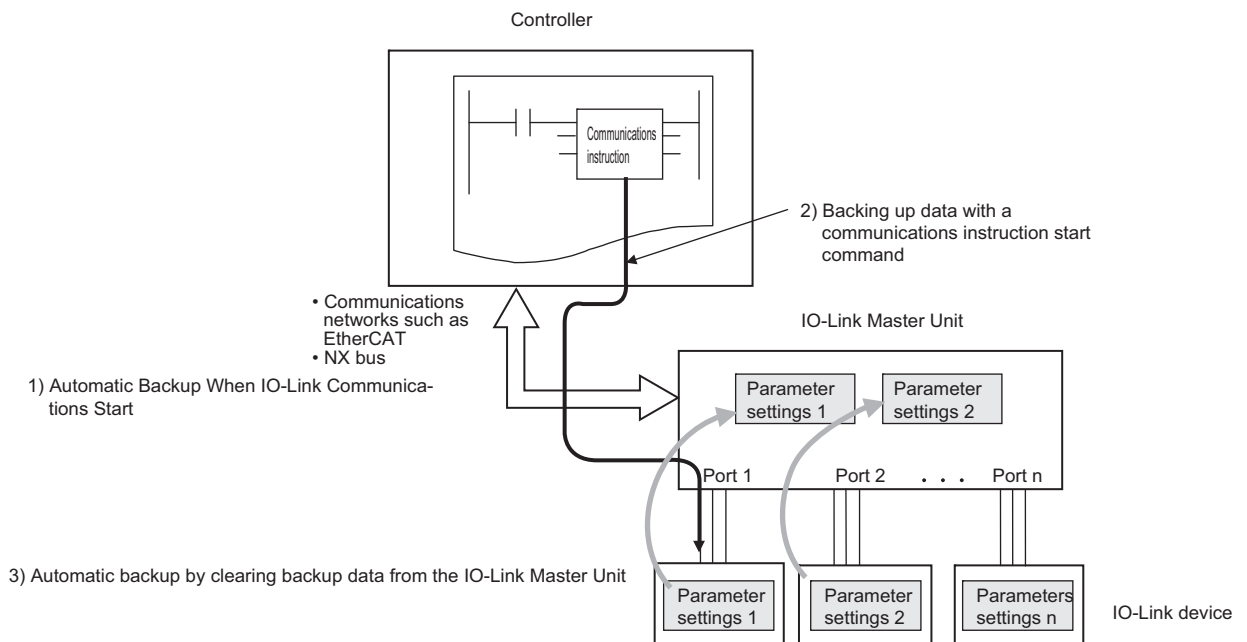 Controller
Communications
instruction
2) Backing up data with a
communications instruction start
command
• Communications
networks such as
EtherCAT
• NX bus
IO-Link Master Unit
1) Automatic Backup When IO-Link Communica-
tions Start
Parameter
settings 1
Parameter
settings 2
Port 1
Port 2
. . .
Port n
3) Automatic backup by clearing backup data from the IO-Link Master Unit
Parameter
settings 1
Parameter
settings 2
Parameters
settings n
IO-Link device